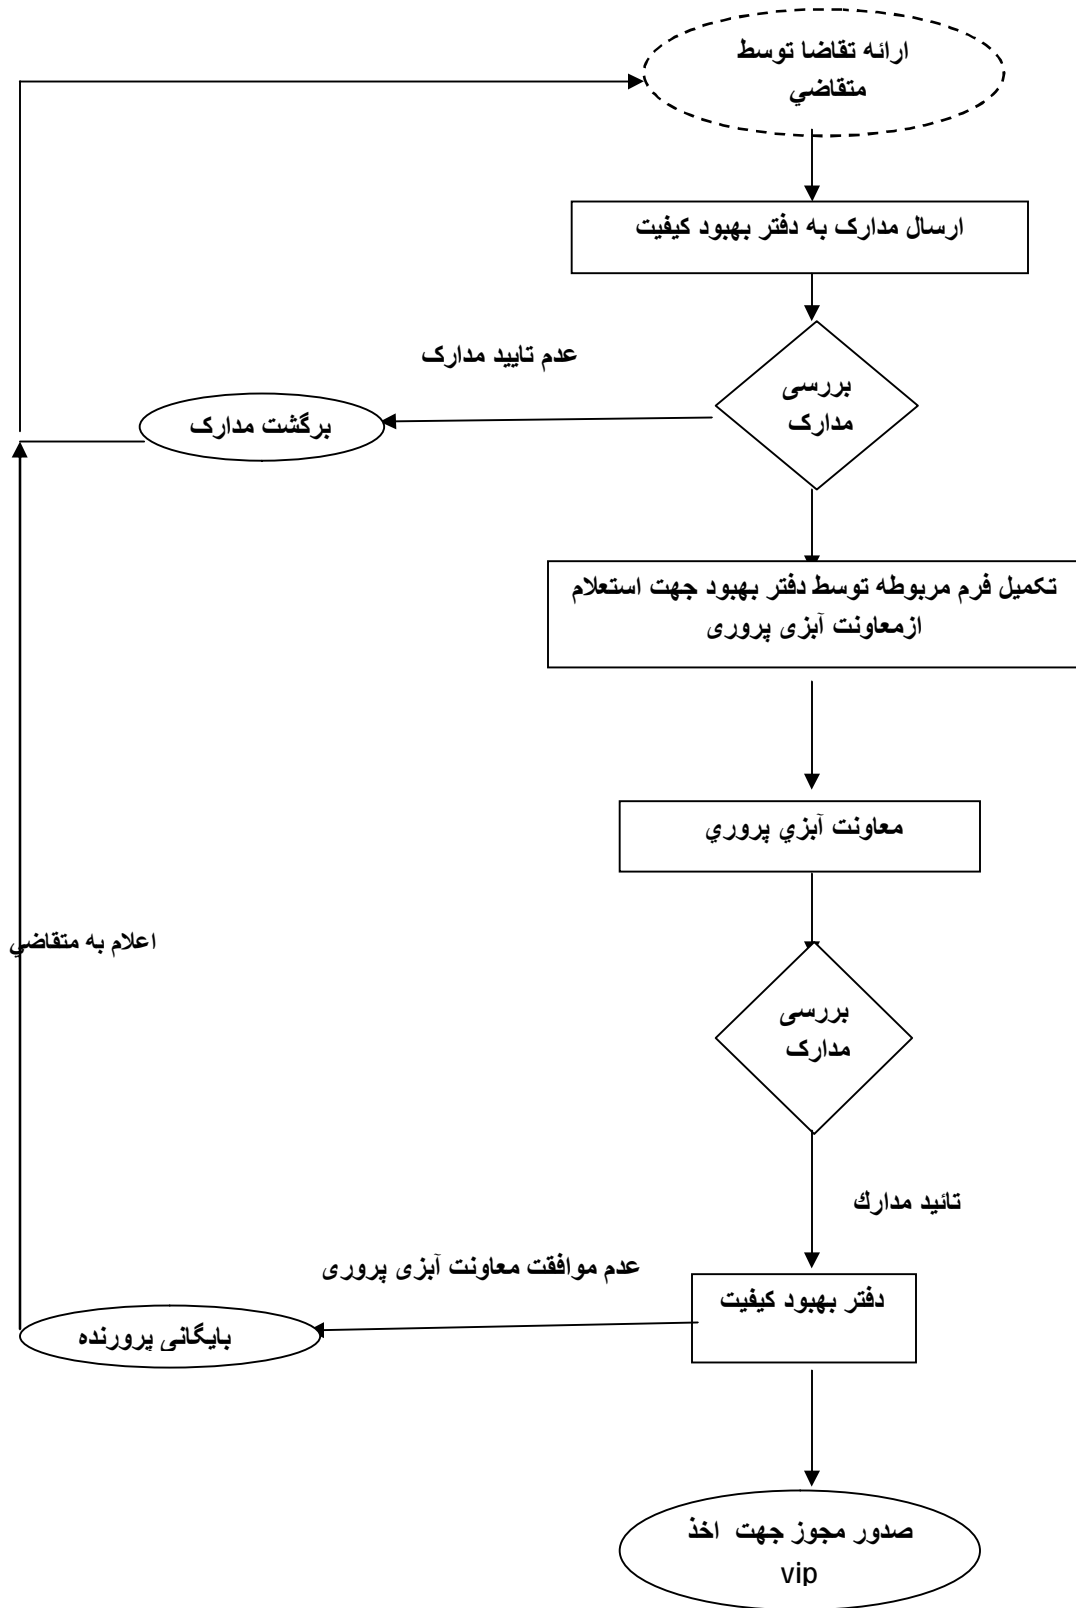 ارائه تقاضا توسط
متقاضي
ارسال مدارک به دفتر بهبود کیفیت
عدم تایید مدارک
بررسی
مدارک
برگشت مدارک
تکمیل فرم مربوطه توسط دفتر بهبود جهت استعلام
ازمعاونت آبزی پروری
معاونت آبزي پروري
اعلام به متقاضي
بررسی
مدارک
تائيد مدارك
عدم موافقت معاونت آبزی پروری
دفتر بهبود کیفیت
بایگانی پرورنده
صدور مجوز جهت اخذ
vip